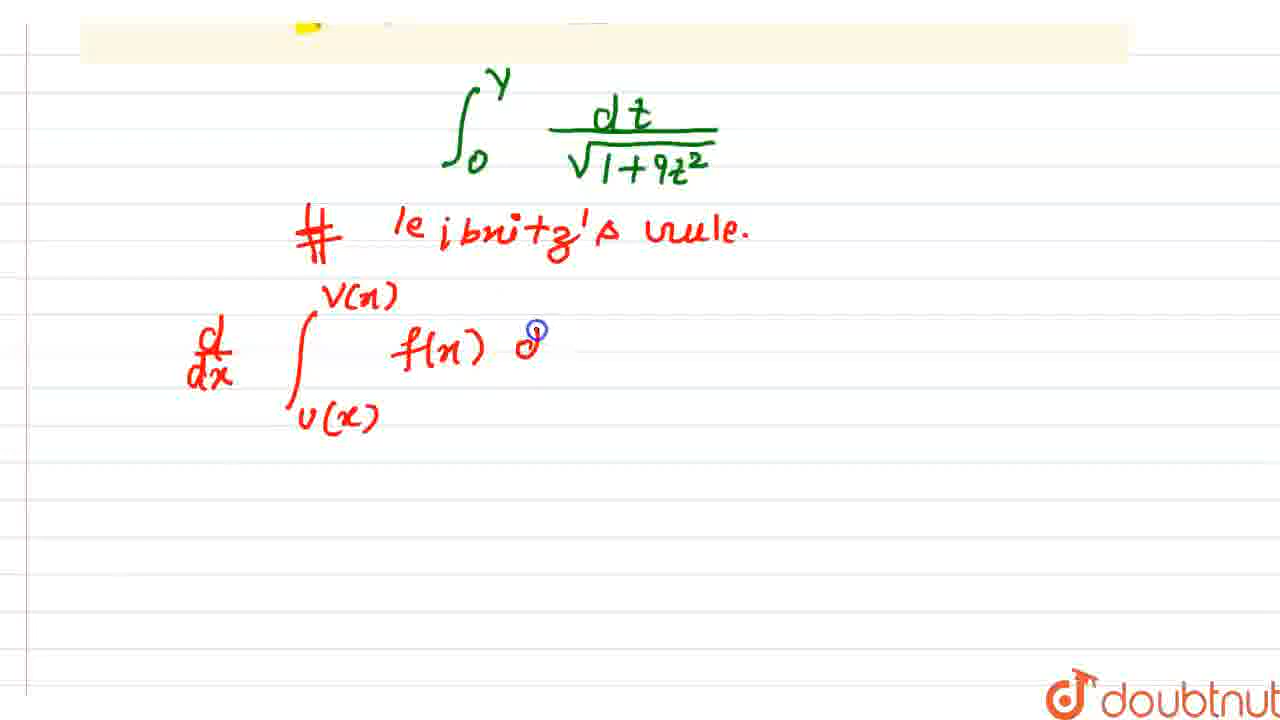 ∫₀^y dt / √(1+9t²)
# leibnitz's rule.
d/dx ∫_{u(x)}^{v(x)} f(x) d
doubtnut